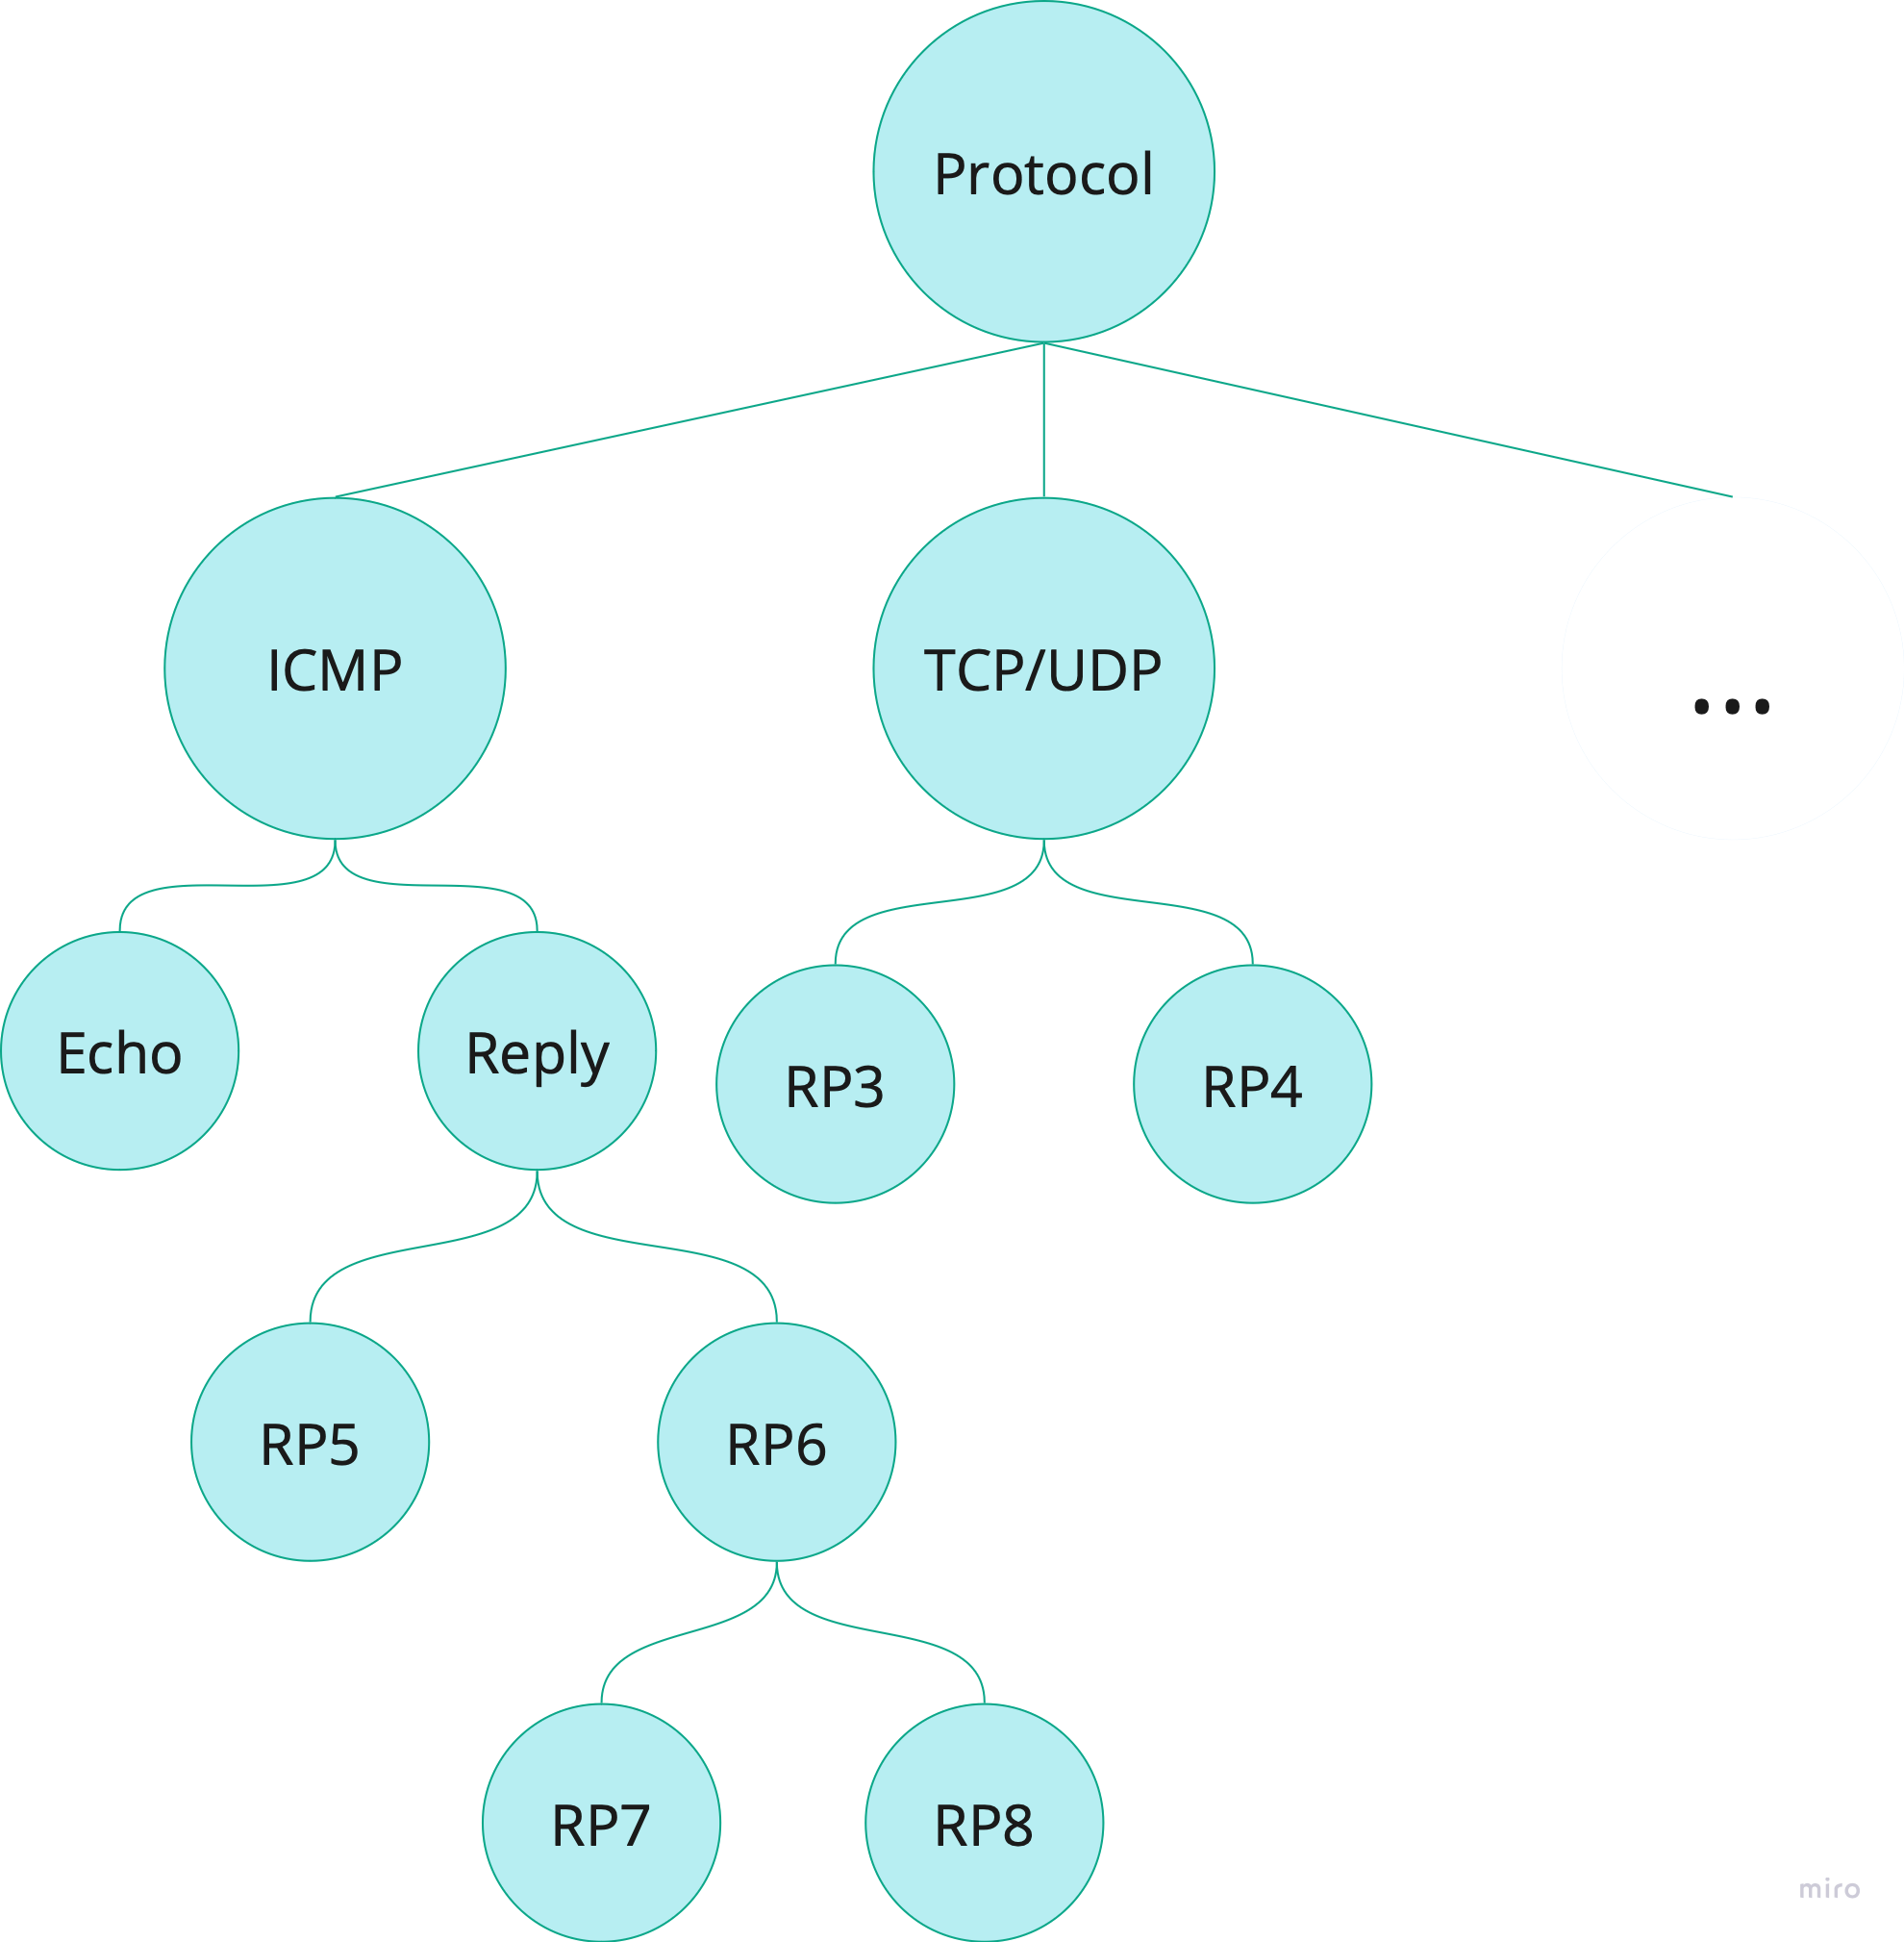 Protocol
ICMP
TCP/UDP
...
Echo
Reply
RP3
RP4
RP5
RP6
RP7
RP8
miro